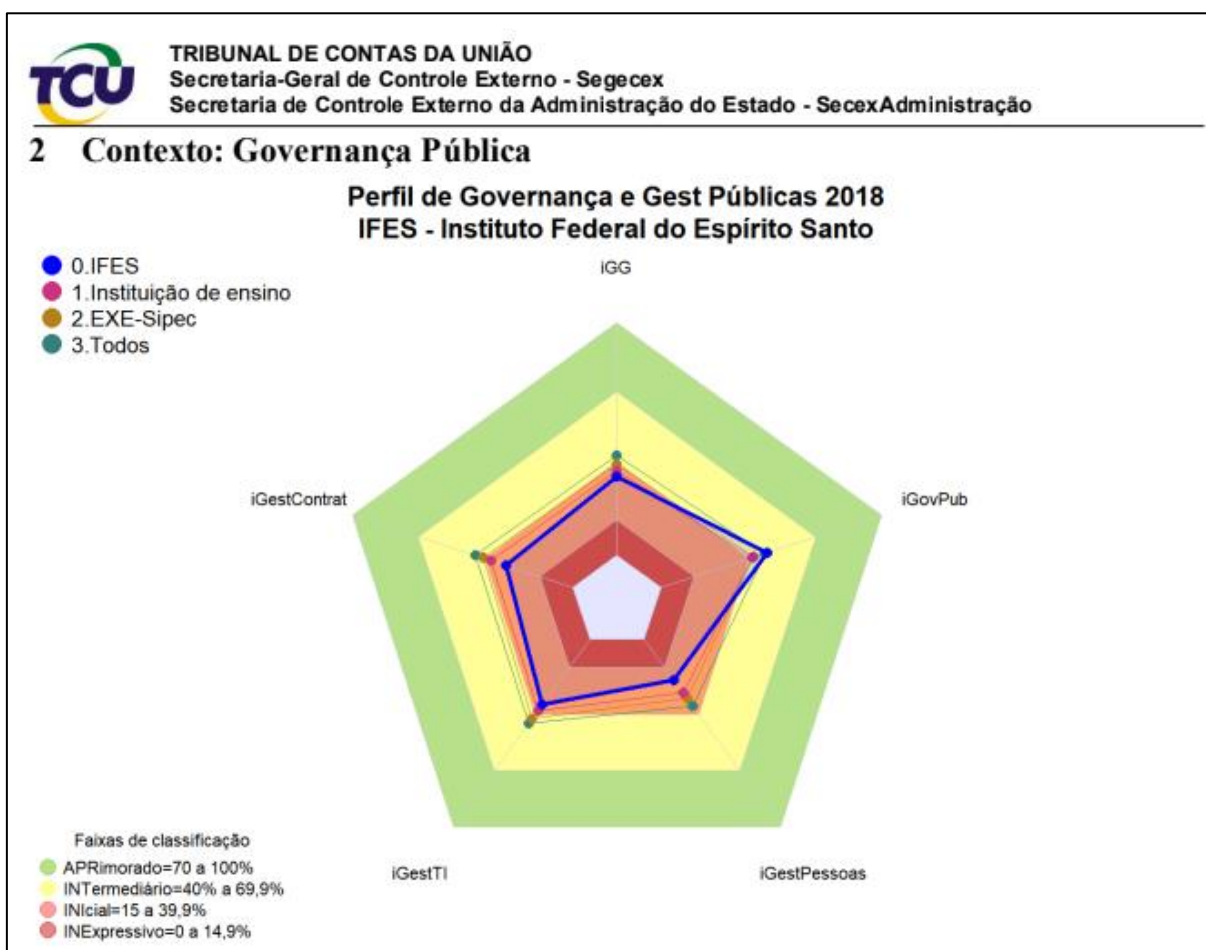 TCU
TRIBUNAL DE CONTAS DA UNIÃO
Secretaria-Geral de Controle Externo - Segecex
Secretaria de Controle Externo da Administração do Estado - SecexAdministração
2 Contexto: Governança Pública
Perfil de Governança e Gest Públicas 2018
IFES - Instituto Federal do Espírito Santo
0.IFES
1.Instituição de ensino
2.EXE-Sipec
3.Todos
iGG
iGestContrat
iGovPub
iGestTI
iGestPessoas
Faixas de classificação
APRimorado=70 a 100%
INTermediário=40% a 69,9%
INIcial=15 a 39,9%
INExpressivo=0 a 14,9%